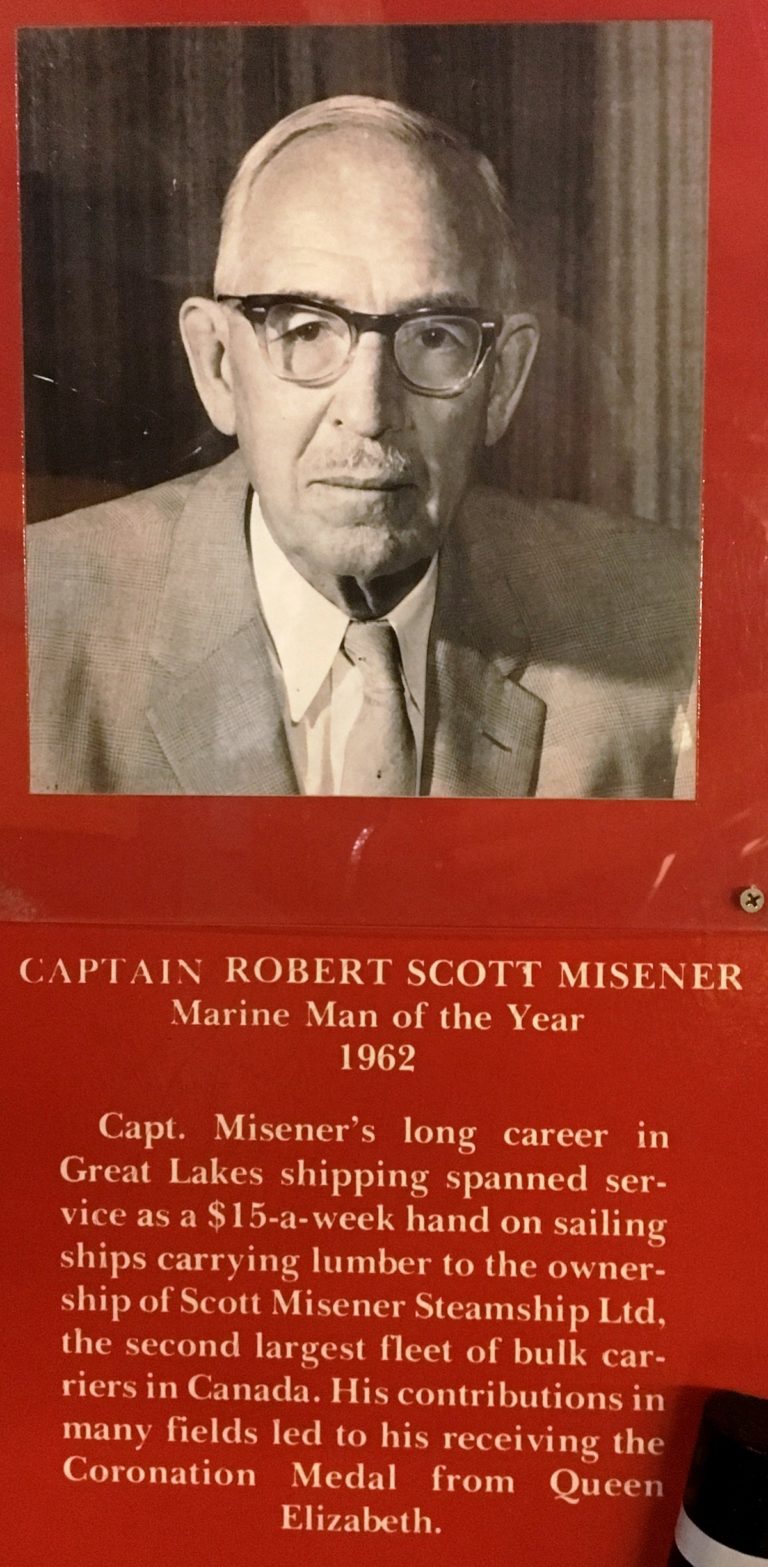 CAPTAIN ROBERT SCOTT MISENER
Marine Man of the Year
1962
Capt. Misener's long career in
Great Lakes shipping spanned ser-
vice as a $15-a-week hand on sailing
ships carrying lumber to the owner-
ship of Scott Misener Steamship Ltd,
the second largest fleet of bulk car-
riers in Canada. His contributions in
many fields led to his receiving the
Coronation Medal from Queen
Elizabeth.